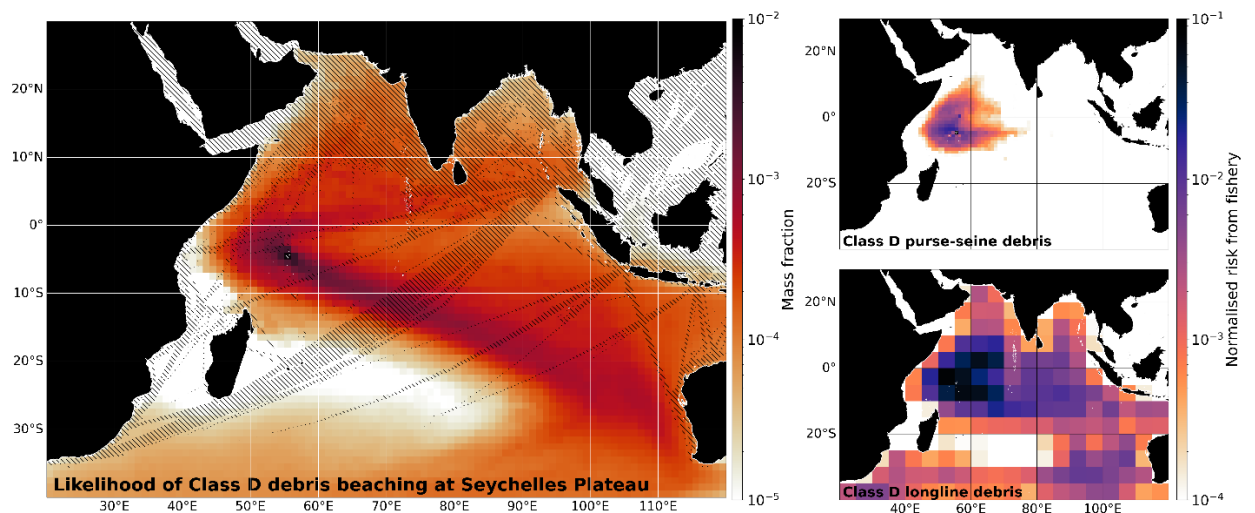 20°N
10°N
0°
10°S
20°S
30°S
30°E
40°E
50°E
60°E
70°E
80°E
90°E
100°E
110°E
Likelihood of Class D debris beaching at Seychelles Plateau
10⁻²
10⁻³
10⁻⁴
10⁻⁵
Mass fraction
20°N
0°
20°S
Class D purse-seine debris
20°N
0°
20°S
Class D longline debris
40°E
60°E
80°E
100°E
10⁻¹
10⁻²
10⁻³
10⁻⁴
Normalised risk from fishery